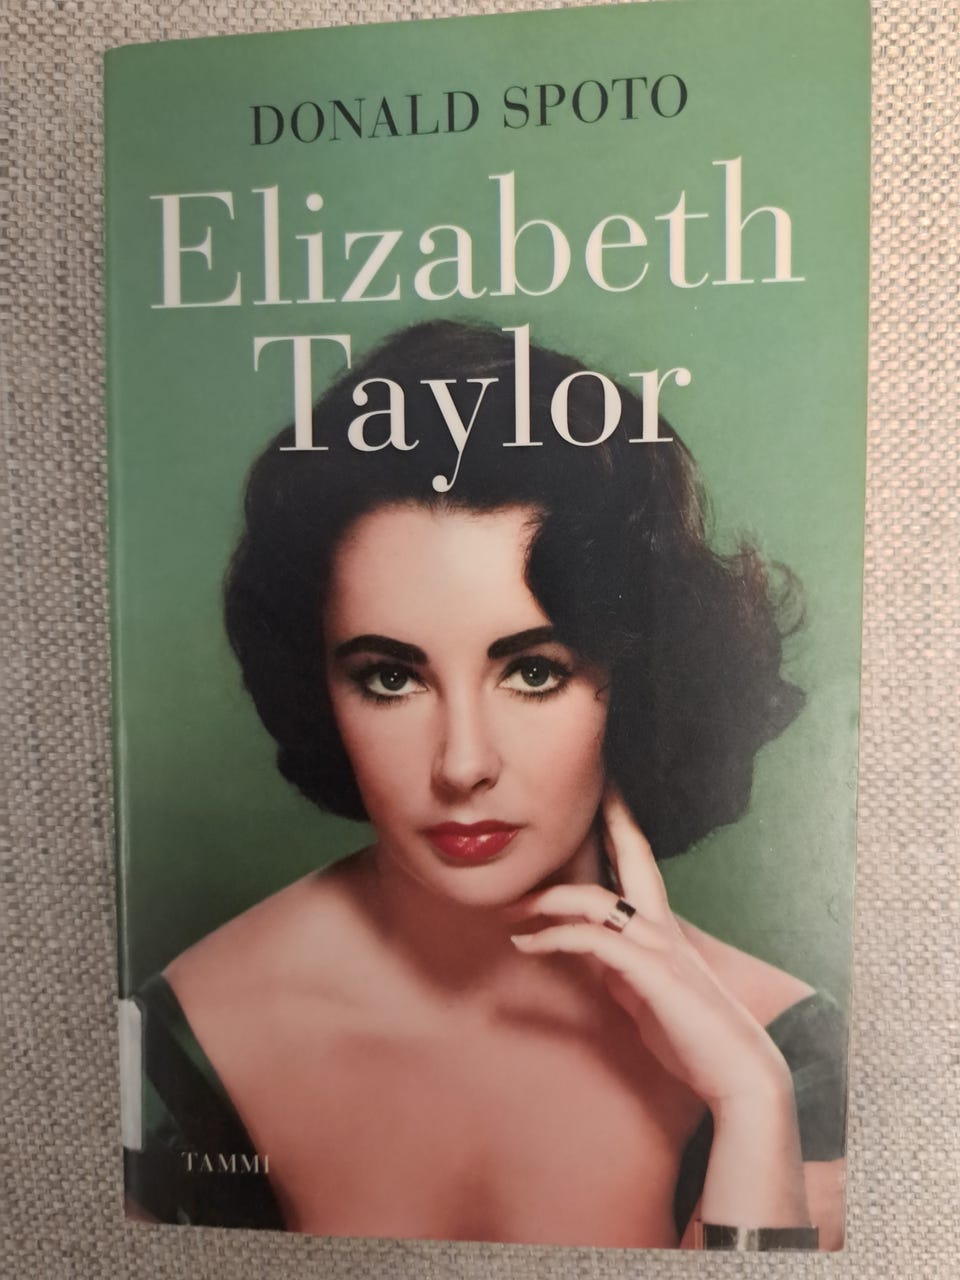 DONALD SPOTO
Elizabeth
Taylor
TAMMI